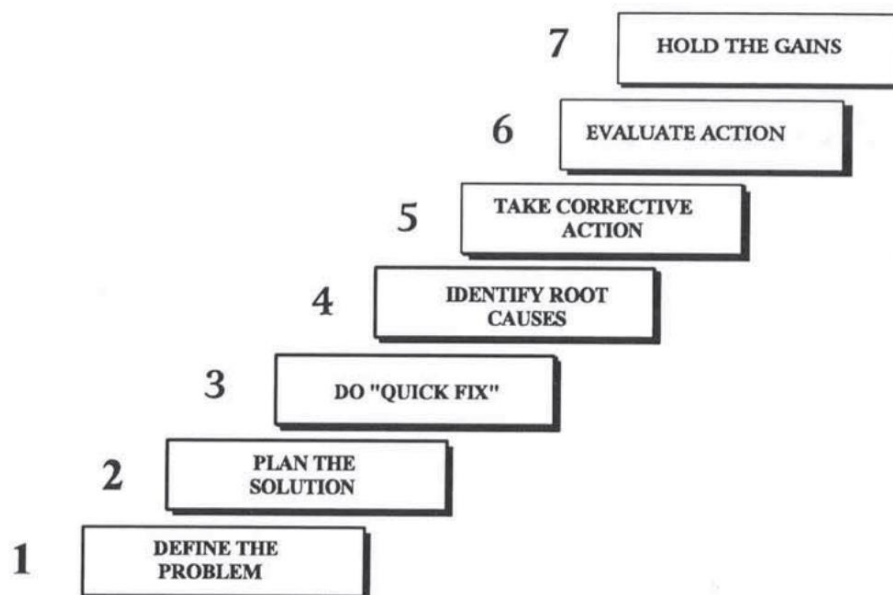 7 HOLD THE GAINS
6 EVALUATE ACTION
5 TAKE CORRECTIVE
ACTION
4 IDENTIFY ROOT
CAUSES
3 DO "QUICK FIX"
2 PLAN THE
SOLUTION
1 DEFINE THE
PROBLEM